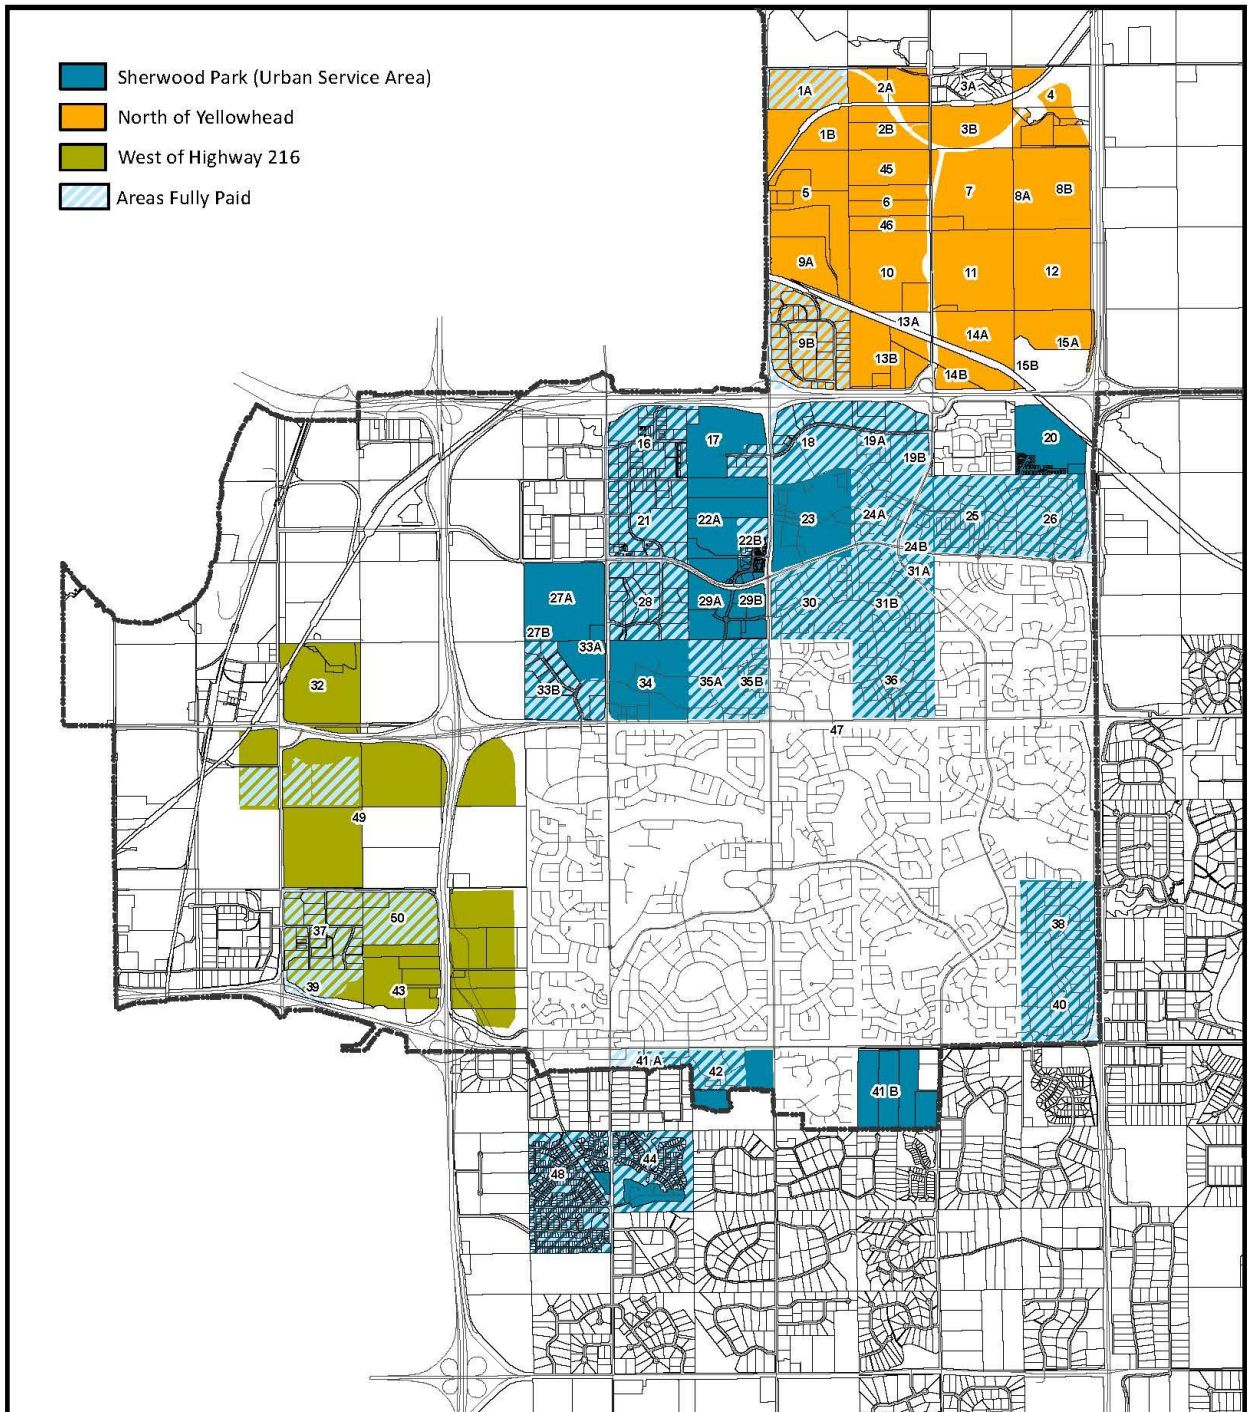 Sherwood Park (Urban Service Area)
North of Yellowhead
West of Highway 216
Areas Fully Paid
1A
2A
3A
4
1B
2B
3B
45
5
6
7
8A
8B
46
9A
10
11
12
13A
14A
15A
9B
13B
14B
15B
16
17
18
19A
19B
20
21
22A
22B
23
24A
24B
25
26
27A
27B
28
29A
29B
30
31A
31B
32
33A
33B
34
35A
35B
36
47
49
37
50
39
43
38
40
41 A
42
41 B
48
44